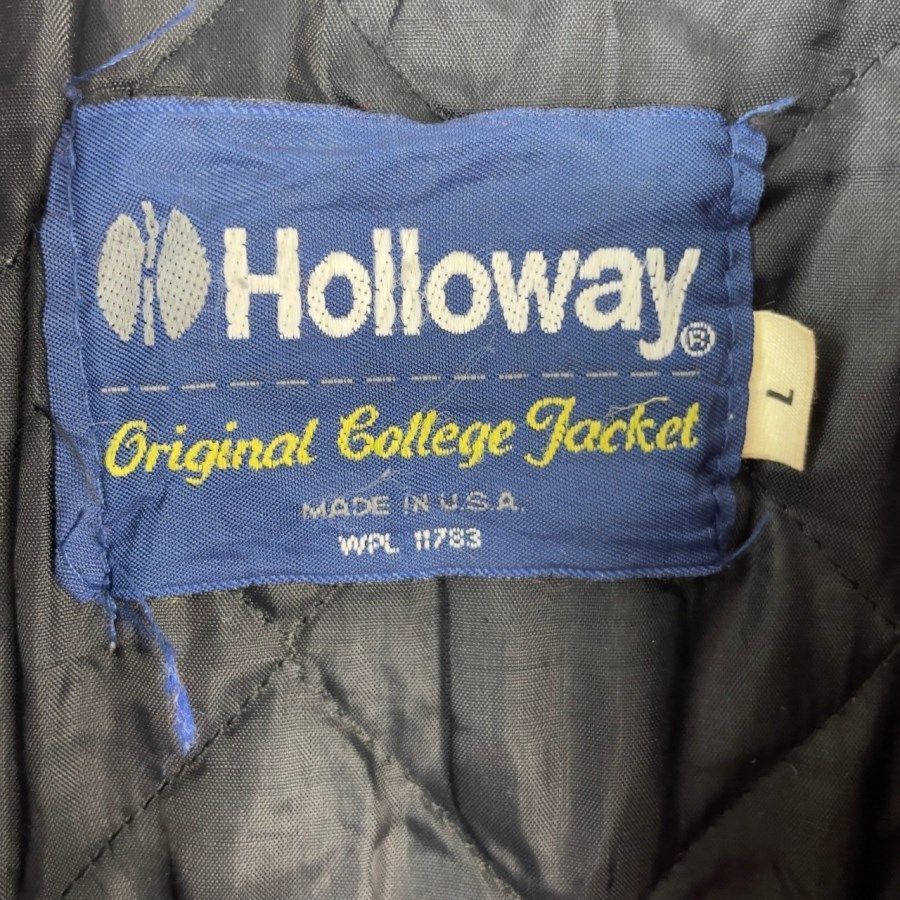 Holloway®
Original College Jacket
MADE IN U.S.A.
WPL 11783
L